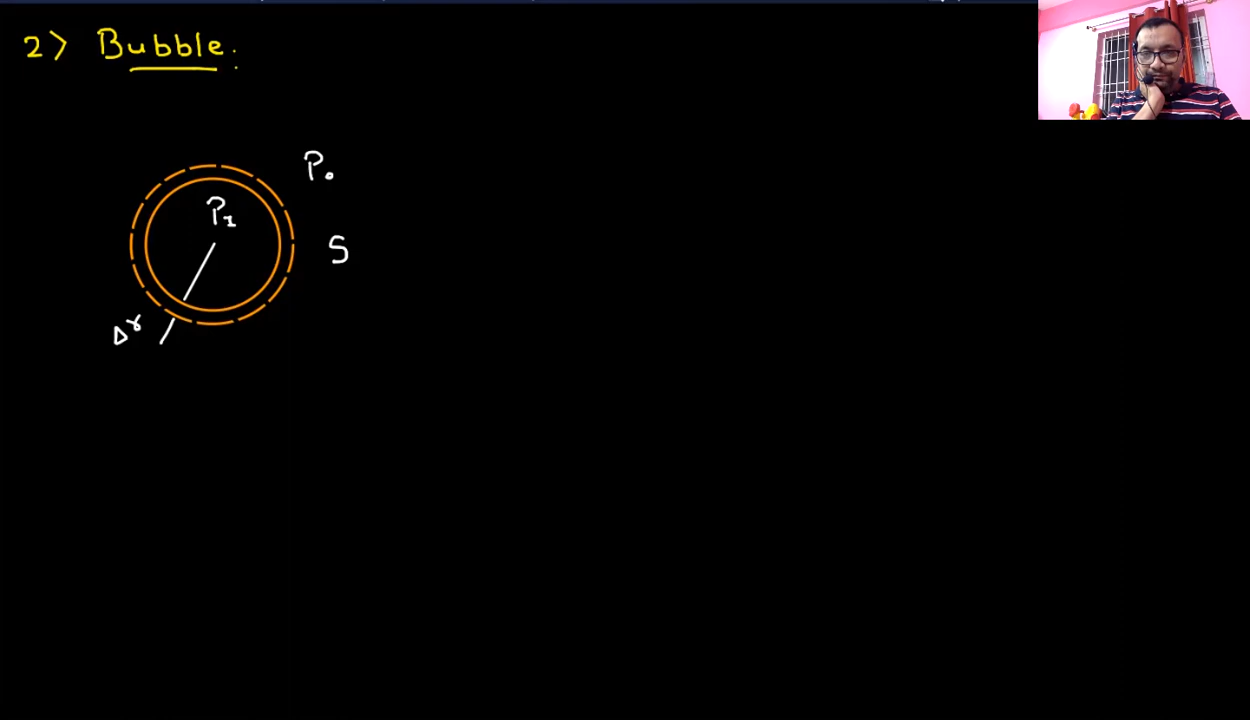 2> Bubble.
P₀
P₁
S
Δr